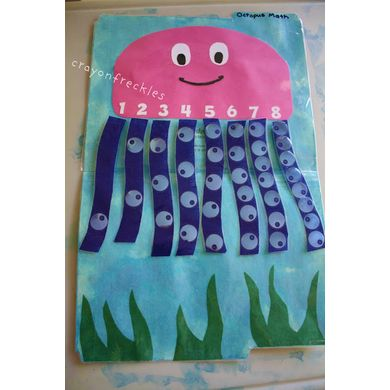 Octopus Math
crayonfreckles
1 2 3 4 5 6 7 8